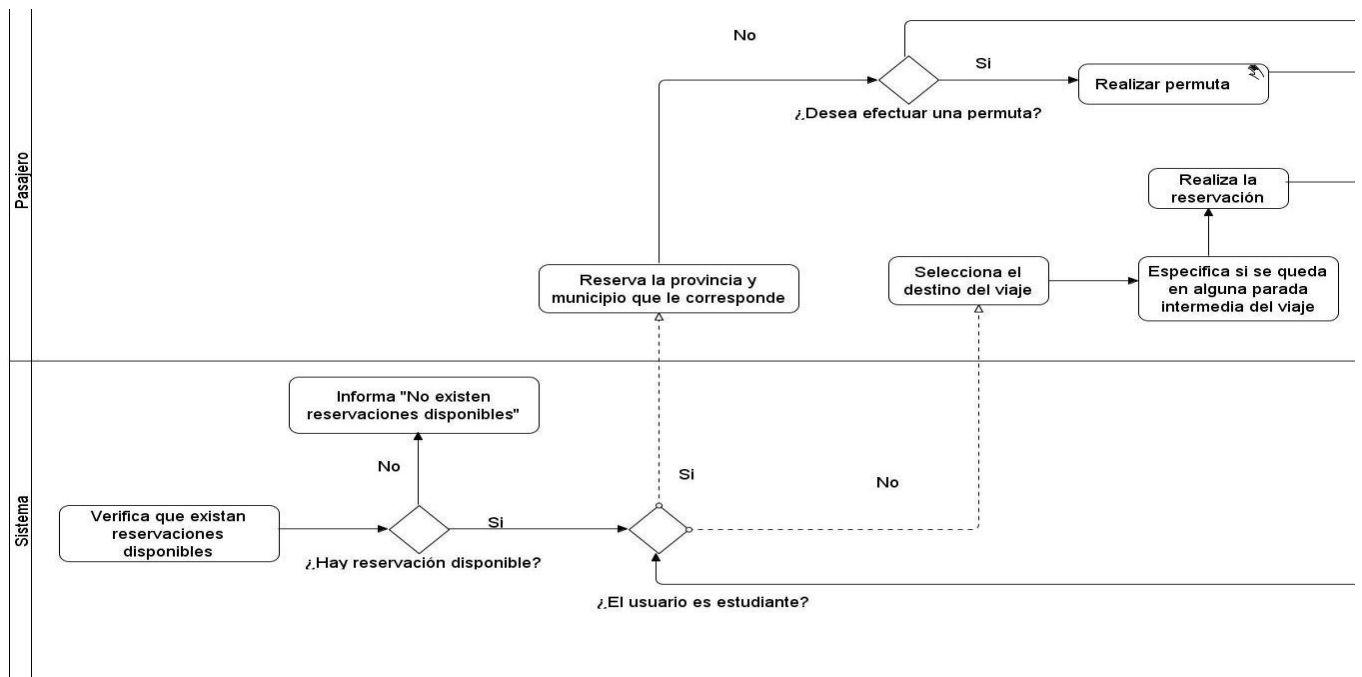 Pasajero
No
Si
Realizar permuta
¿Desea efectuar una permuta?
Realiza la
reservación
Reserva la provincia y
municipio que le corresponde
Selecciona el
destino del viaje
Especifica si se queda
en alguna parada
intermedia del viaje
Sistema
Informa "No existen
reservaciones disponibles"
No
Si
No
Verifica que existan
reservaciones
disponibles
Si
¿Hay reservación disponible?
¿El usuario es estudiante?